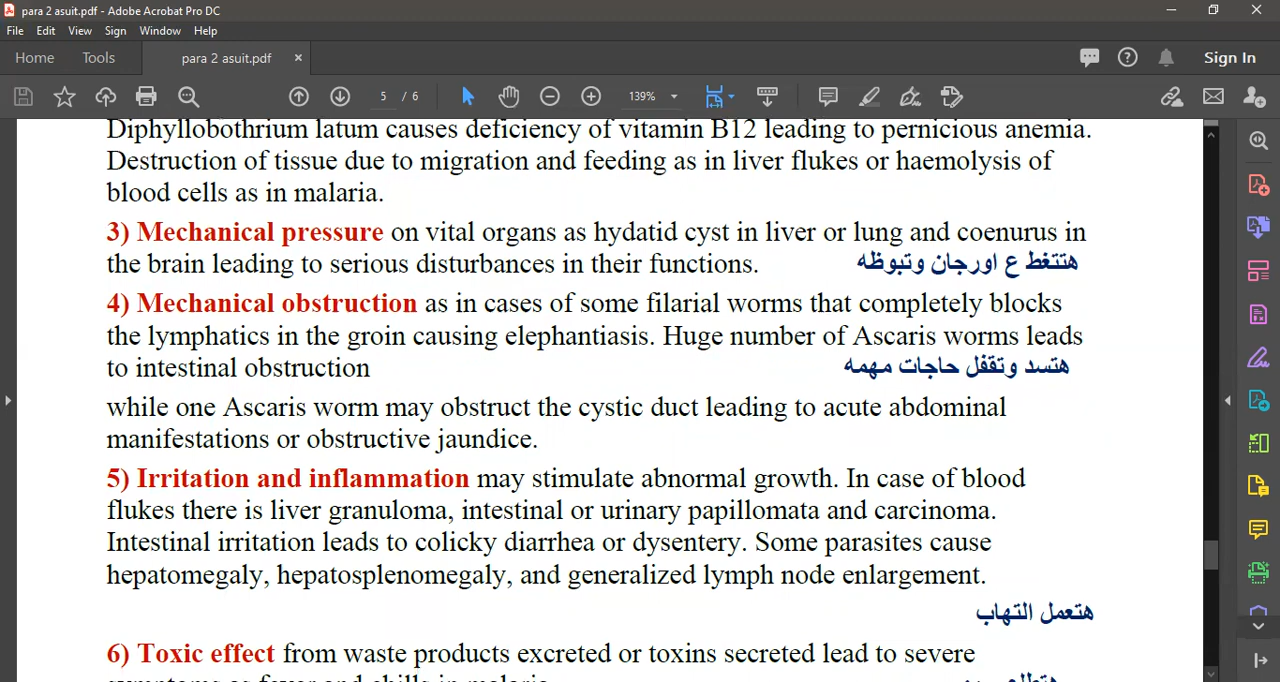 para 2 asuit.pdf - Adobe Acrobat Pro DC
File Edit View Sign Window Help
Home Tools para 2 asuit.pdf × Sign In
5 / 6 139%
Diphyllobothrium latum causes deficiency of vitamin B12 leading to pernicious anemia.
Destruction of tissue due to migration and feeding as in liver flukes or haemolysis of
blood cells as in malaria.
3) Mechanical pressure on vital organs as hydatid cyst in liver or lung and coenurus in
the brain leading to serious disturbances in their functions. هتتغط ع اورجان وتبوظه
4) Mechanical obstruction as in cases of some filarial worms that completely blocks
the lymphatics in the groin causing elephantiasis. Huge number of Ascaris worms leads
to intestinal obstruction هتسد وتقفل حاجات مهمه
while one Ascaris worm may obstruct the cystic duct leading to acute abdominal
manifestations or obstructive jaundice.
5) Irritation and inflammation may stimulate abnormal growth. In case of blood
flukes there is liver granuloma, intestinal or urinary papillomata and carcinoma.
Intestinal irritation leads to colicky diarrhea or dysentery. Some parasites cause
hepatomegaly, hepatosplenomegaly, and generalized lymph node enlargement.
هتعمل التهاب
6) Toxic effect from waste products excreted or toxins secreted lead to severe
symptoms as fever and chills in malaria